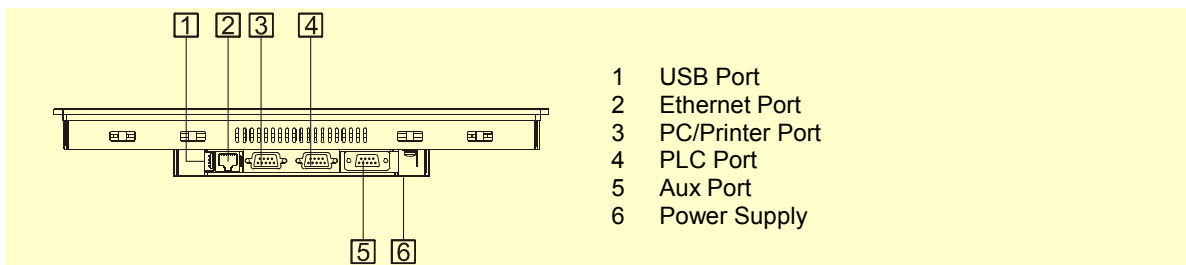 1 2 3 4
1 USB Port
2 Ethernet Port
3 PC/Printer Port
4 PLC Port
5 Aux Port
6 Power Supply
5 6